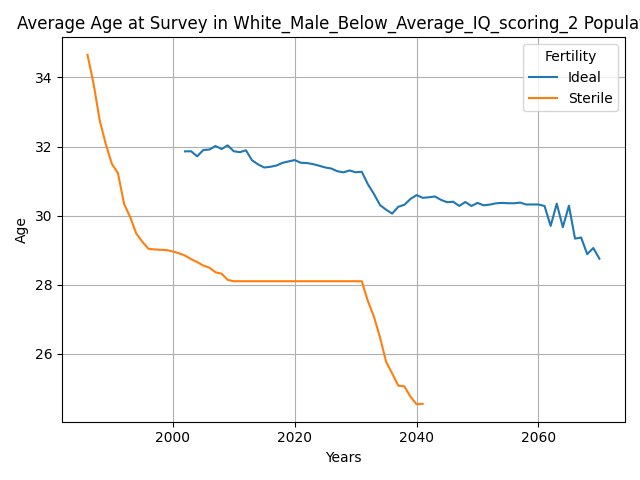 Average Age at Survey in White_Male_Below_Average_IQ_scoring_2 Popula
Fertility
Ideal
Sterile
34
32
30
28
26
Age
2000
2020
2040
2060
Years